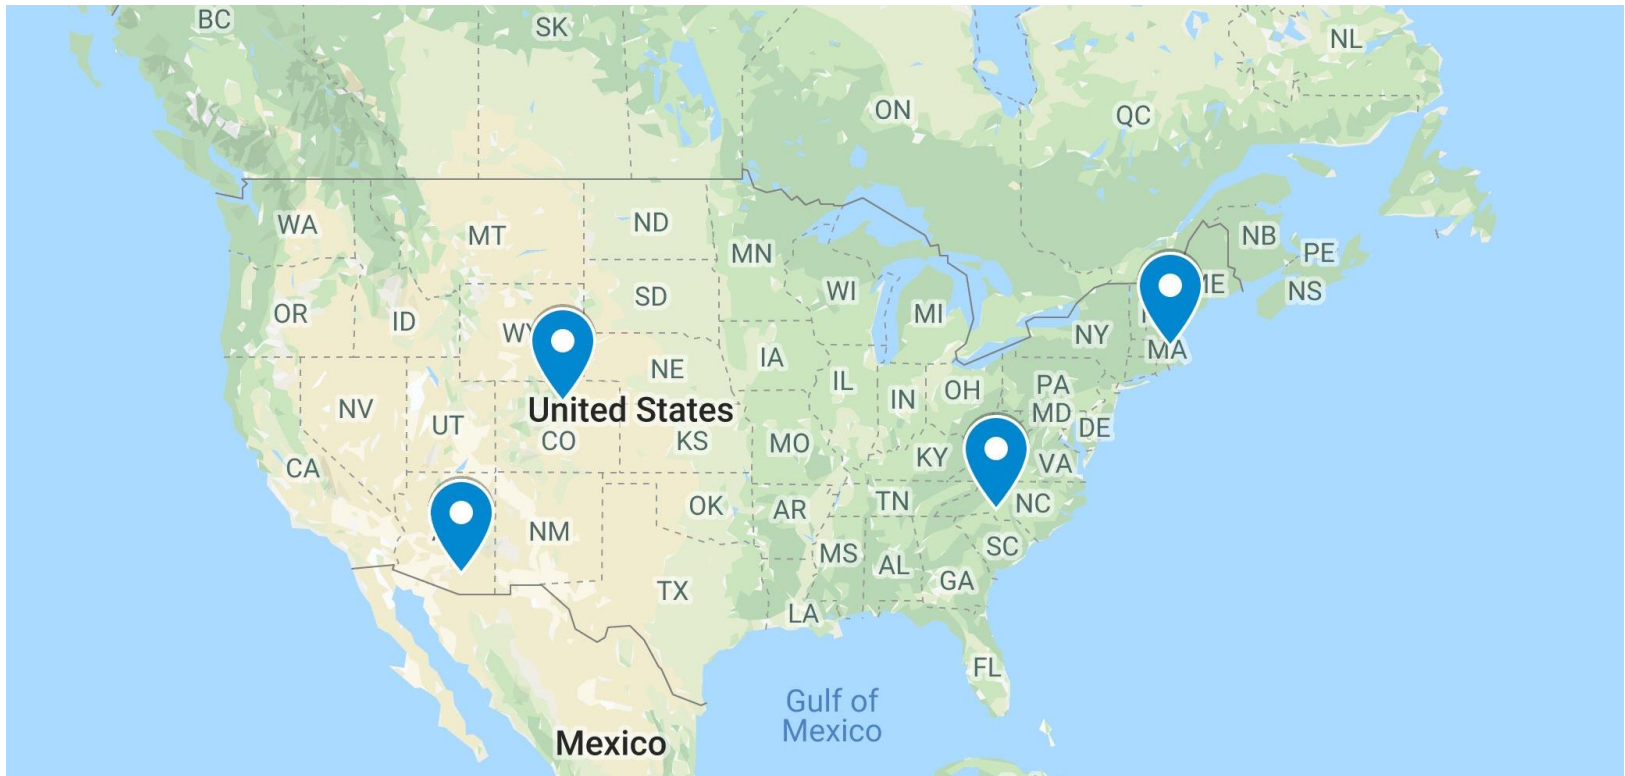 BC
SK
NL
ON
QC
WA
MT
ND
MN
NB
PE
ME
NS
OR
ID
WY
SD
WI
MI
NY
NV
UT
NE
IA
IL
IN
OH
PA
MA
MD
DE
United States
CO
KS
MO
KY
VA
CA
NM
OK
AR
TN
NC
MS
AL
SC
GA
TX
LA
FL
Gulf of
Mexico
Mexico